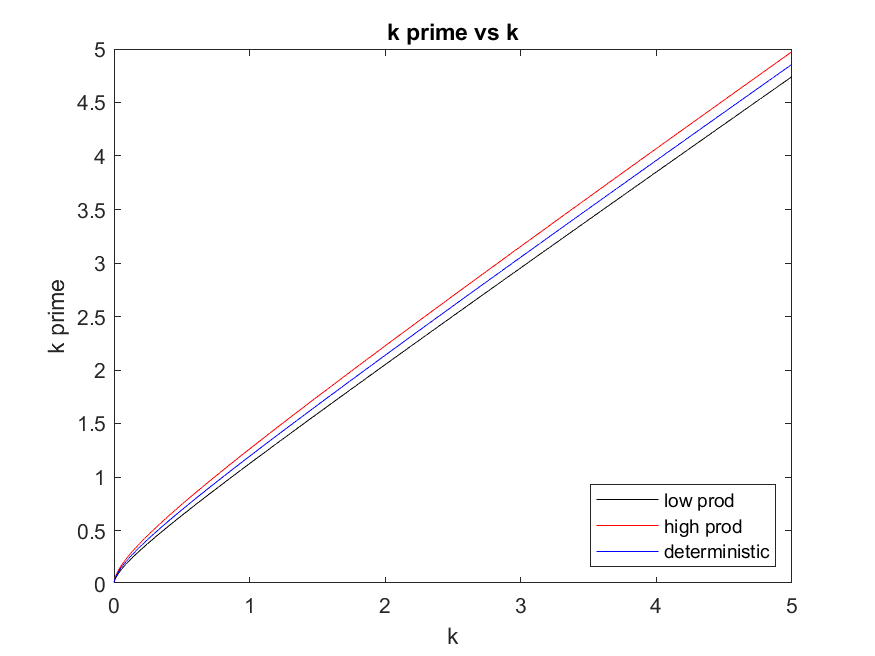 k prime vs k
5
4.5
4
3.5
3
2.5
2
1.5
1
0.5
0
k prime
0 1 2 3 4 5
k
low prod
high prod
deterministic